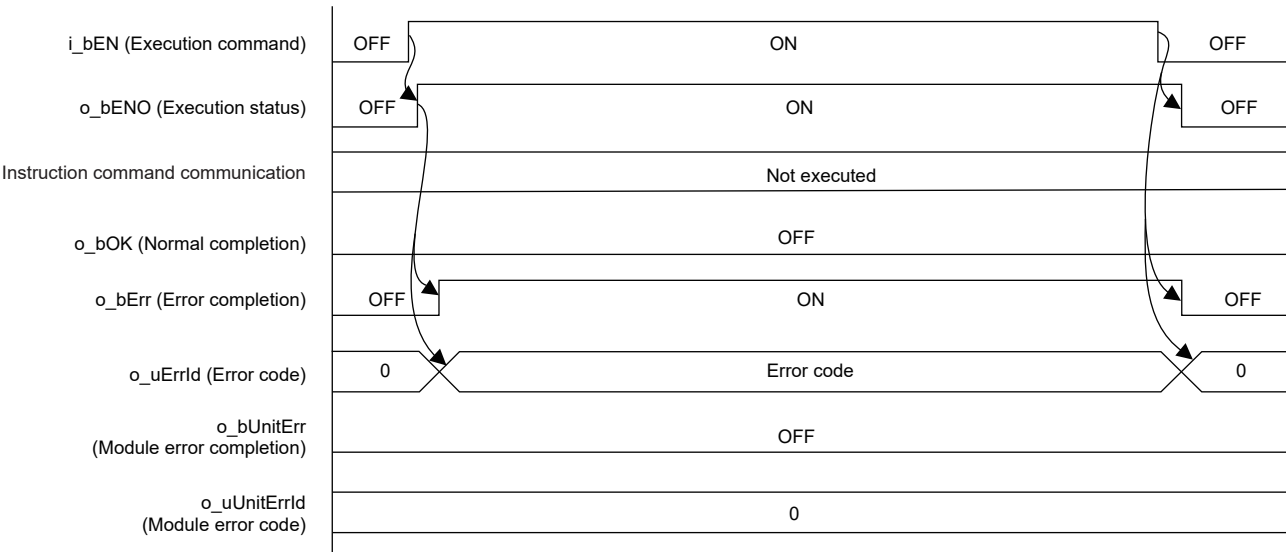 i_bEN (Execution command) OFF ON OFF
o_bENO (Execution status) OFF ON OFF
Instruction command communication Not executed
o_bOK (Normal completion) OFF
o_bErr (Error completion) OFF ON OFF
o_uErrId (Error code) 0 Error code 0
o_bUnitErr
(Module error completion) OFF
o_uUnitErrId
(Module error code) 0